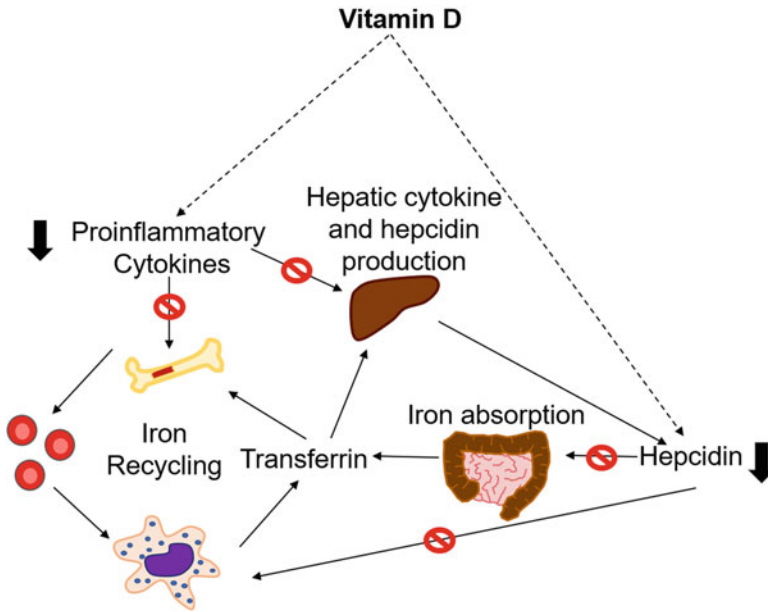 Vitamin D
Hepatic cytokine
and hepcidin
production
Proinflammatory
Cytokines
Iron absorption
Iron
Recycling
Transferrin
Hepcidin